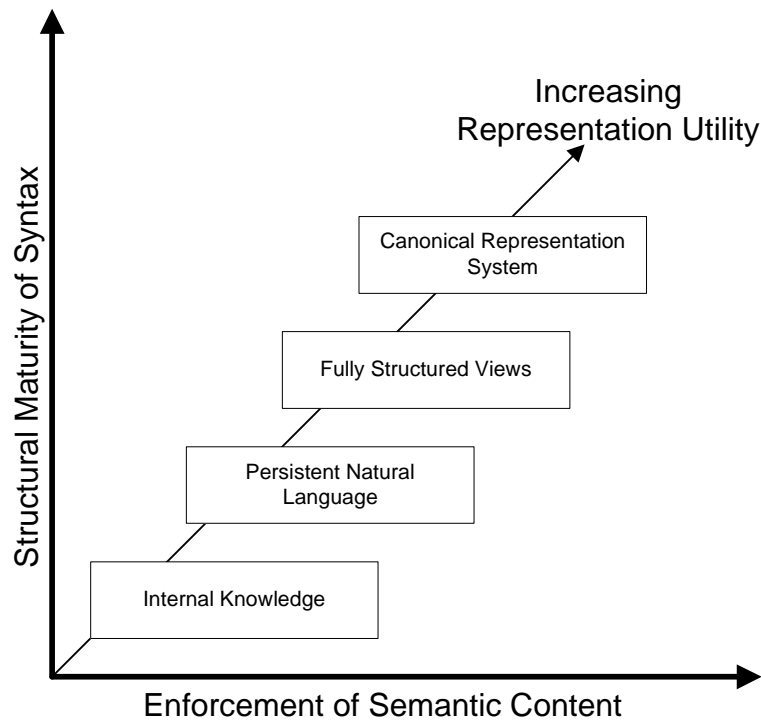 Increasing
Representation Utility
Canonical Representation
System
Fully Structured Views
Persistent Natural
Language
Internal Knowledge
Structural Maturity of Syntax
Enforcement of Semantic Content